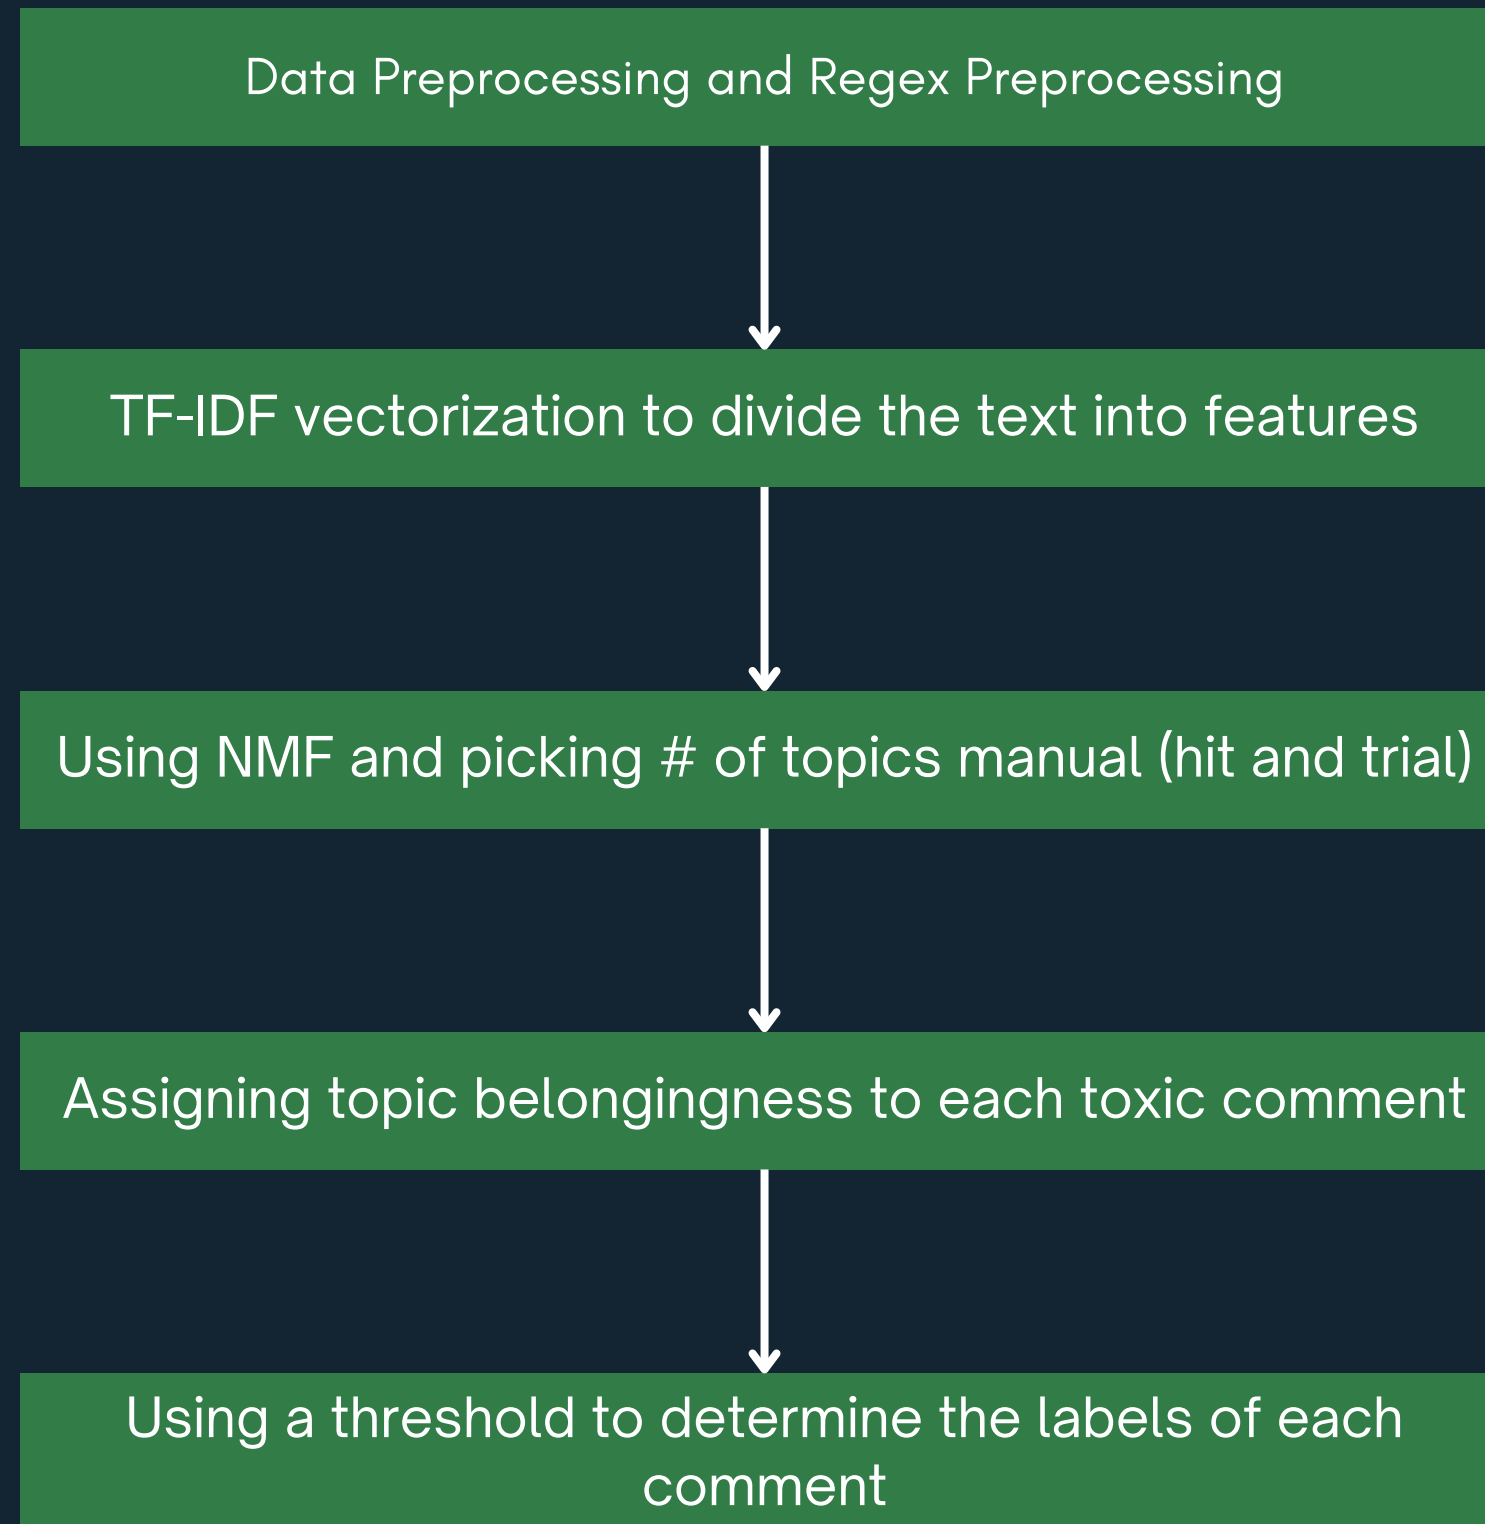 Data Preprocessing and Regex Preprocessing
TF-IDF vectorization to divide the text into features
Using NMF and picking # of topics manual (hit and trial)
Assigning topic belongingness to each toxic comment
Using a threshold to determine the labels of each
comment